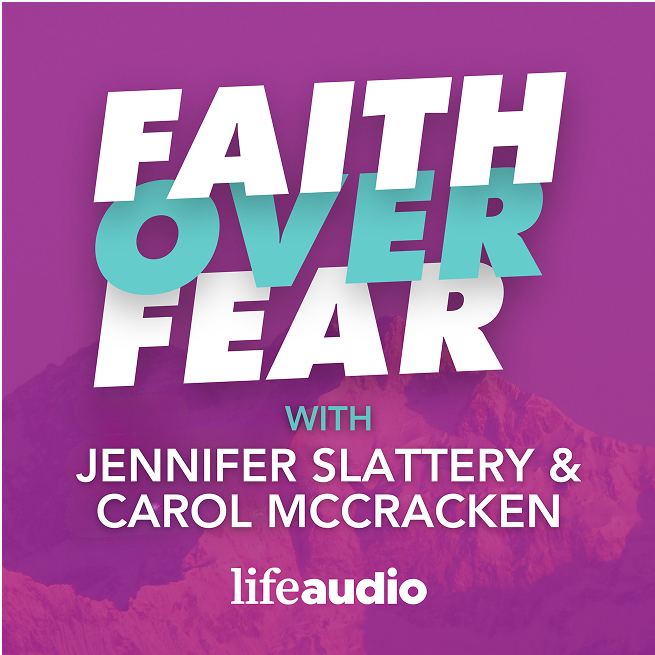 FAITH
OVER
FEAR
WITH
JENNIFER SLATTERY &
CAROL MCCRACKEN
lifeaudio